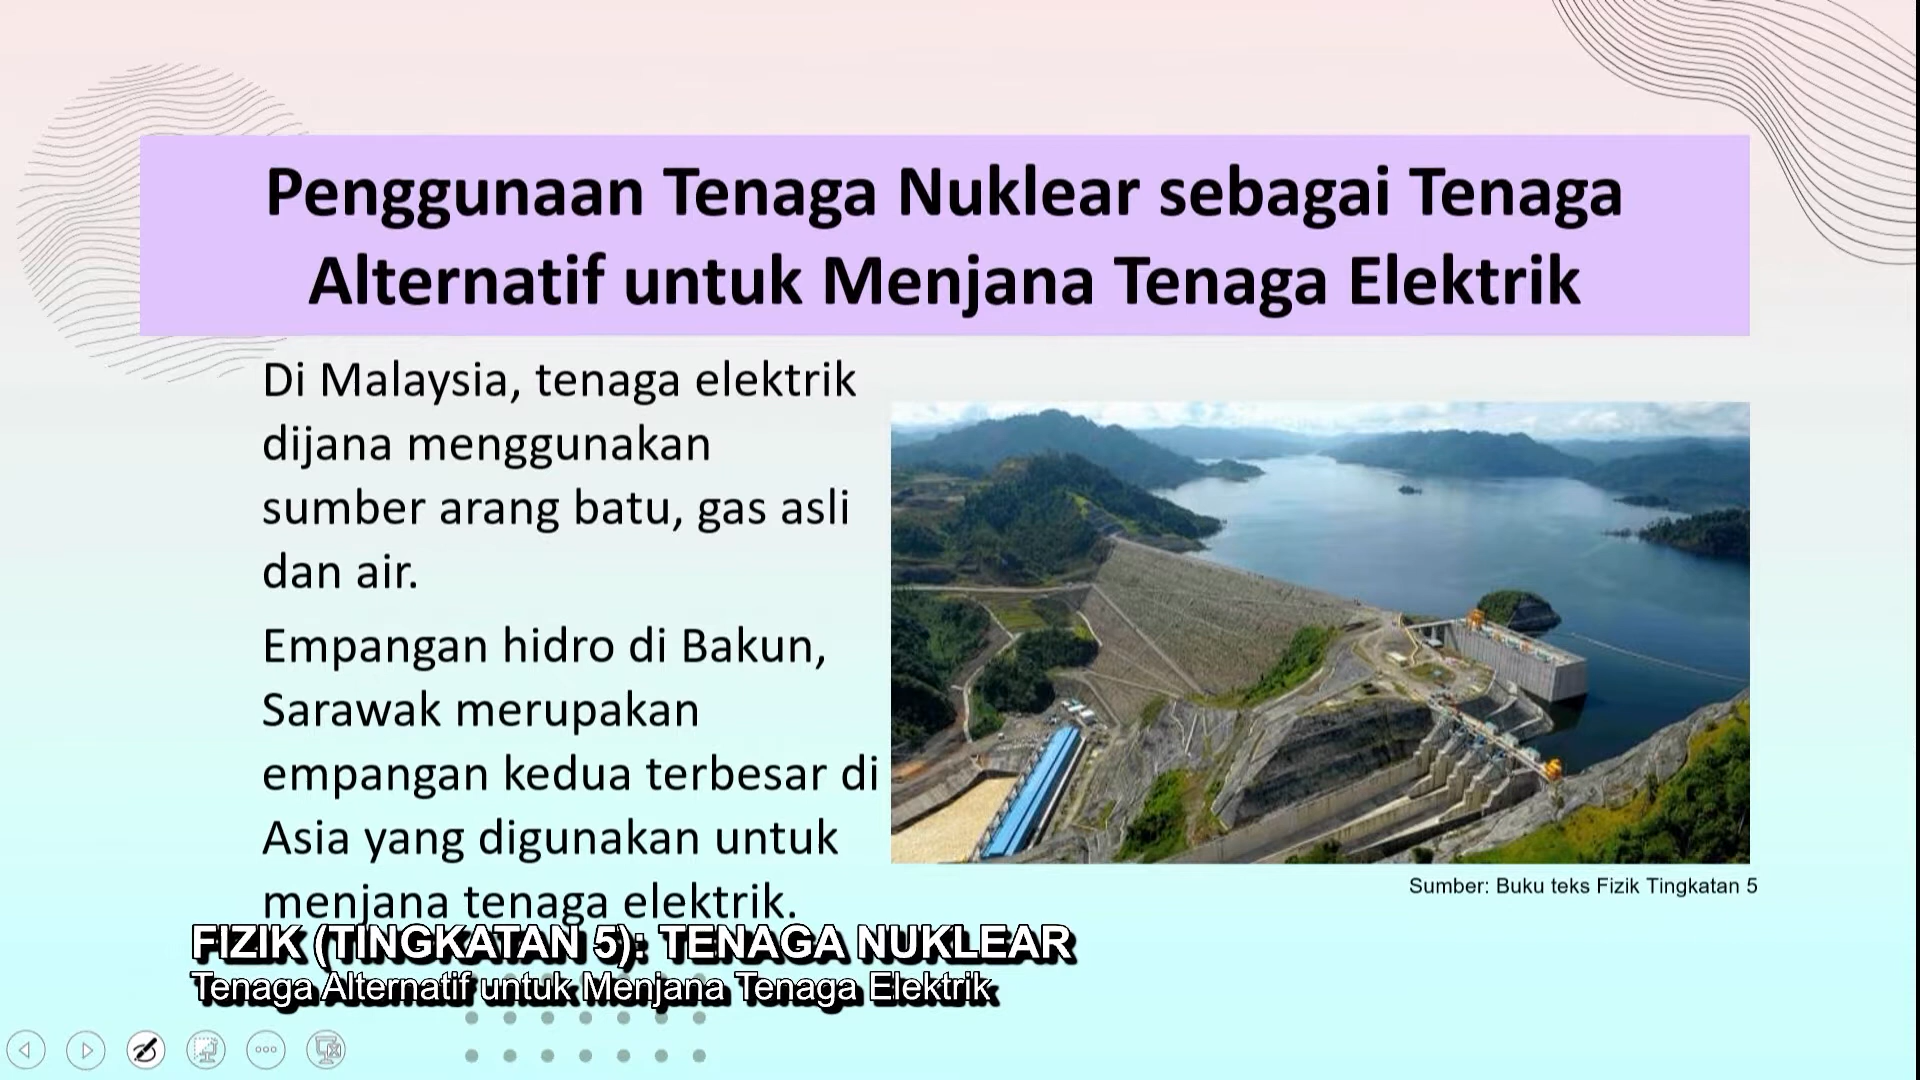 Penggunaan Tenaga Nuklear sebagai Tenaga
Alternatif untuk Menjana Tenaga Elektrik
Di Malaysia, tenaga elektrik
dijana menggunakan
sumber arang batu, gas asli
dan air.
Empangan hidro di Bakun,
Sarawak merupakan
empangan kedua terbesar di
Asia yang digunakan untuk
menjana tenaga elektrik.
Sumber: Buku teks Fizik Tingkatan 5
FIZIK (TINGKATAN 5): TENAGA NUKLEAR
Tenaga Alternatif untuk Menjana Tenaga Elektrik